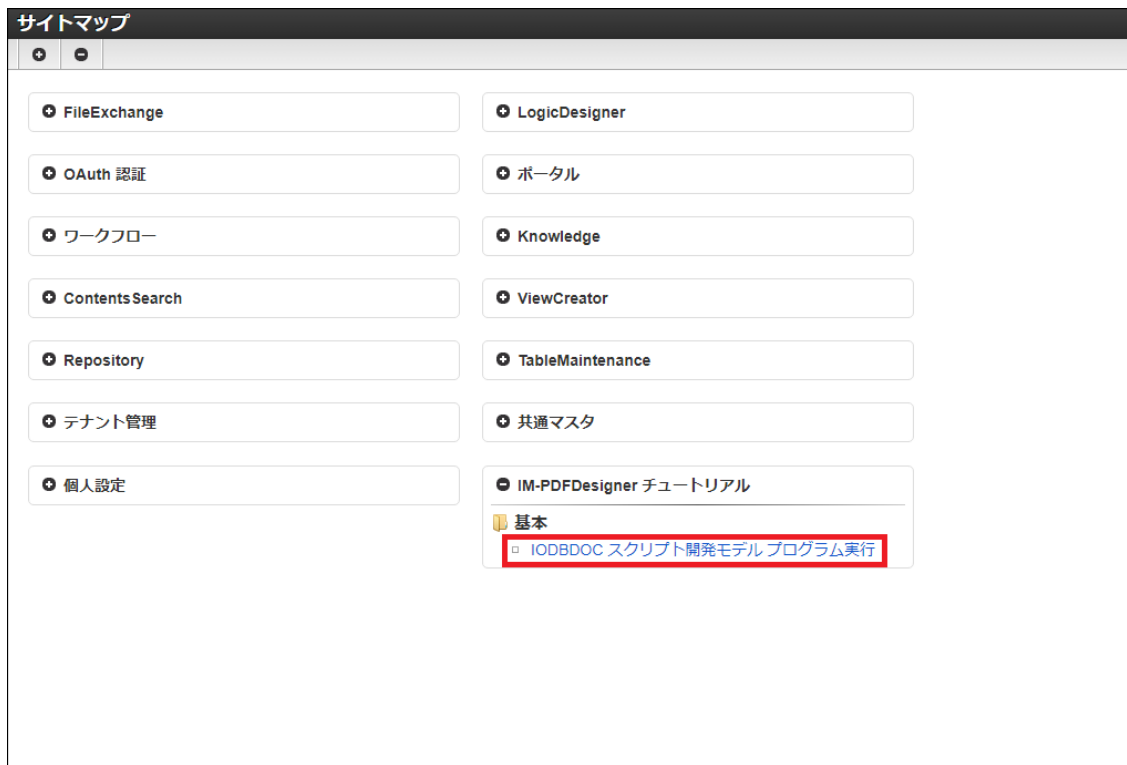 サイトマップ
FileExchange
LogicDesigner
OAuth 認証
ポータル
ワークフロー
Knowledge
ContentsSearch
ViewCreator
Repository
TableMaintenance
テナント管理
共通マスタ
個人設定
IM-PDFDesigner チュートリアル
基本
IODBDOC スクリプト開発モデル プログラム実行